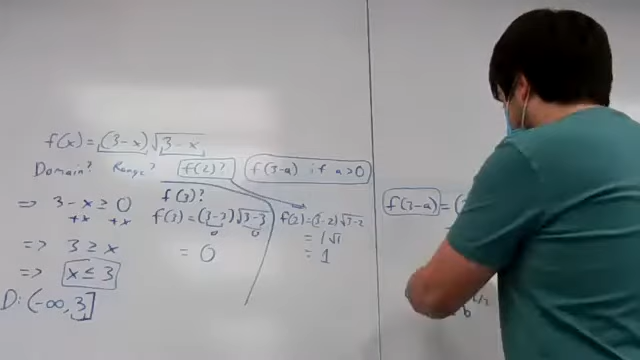 f(x) = (3-x)√3-x
Domain? Range? f(2)? f(3-a) if a>0
=> 3-x ≥ 0
+x +x
=> 3 ≥ x
=> x ≤ 3
D: (-∞, 3]
f(3)?
f(3) = (3-3)√3-3
0 0
= 0
f(2) = (3-2)√3-2
= 1√1
= 1
f(3-a) = (